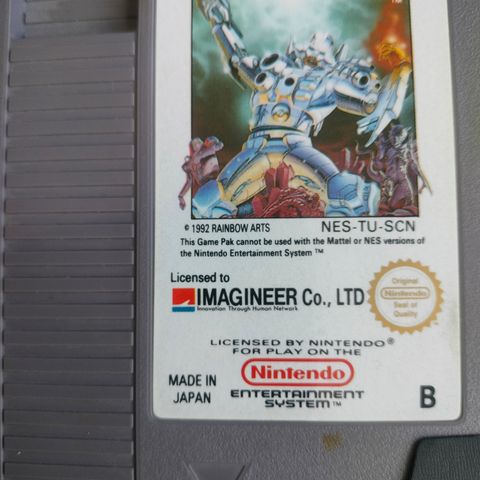 TM
© 1992 RAINBOW ARTS NES-TU-SCN
This Game Pak cannot be used with the Mattel or NES versions of
the Nintendo Entertainment System ™
Licensed to
IMAGINEER Co., LTD
Innovation Through Human Network
Original
Nintendo
Seal of
Quality
LICENSED BY NINTENDO®
FOR PLAY ON THE
Nintendo
ENTERTAINMENT
SYSTEM™
MADE IN
JAPAN
B